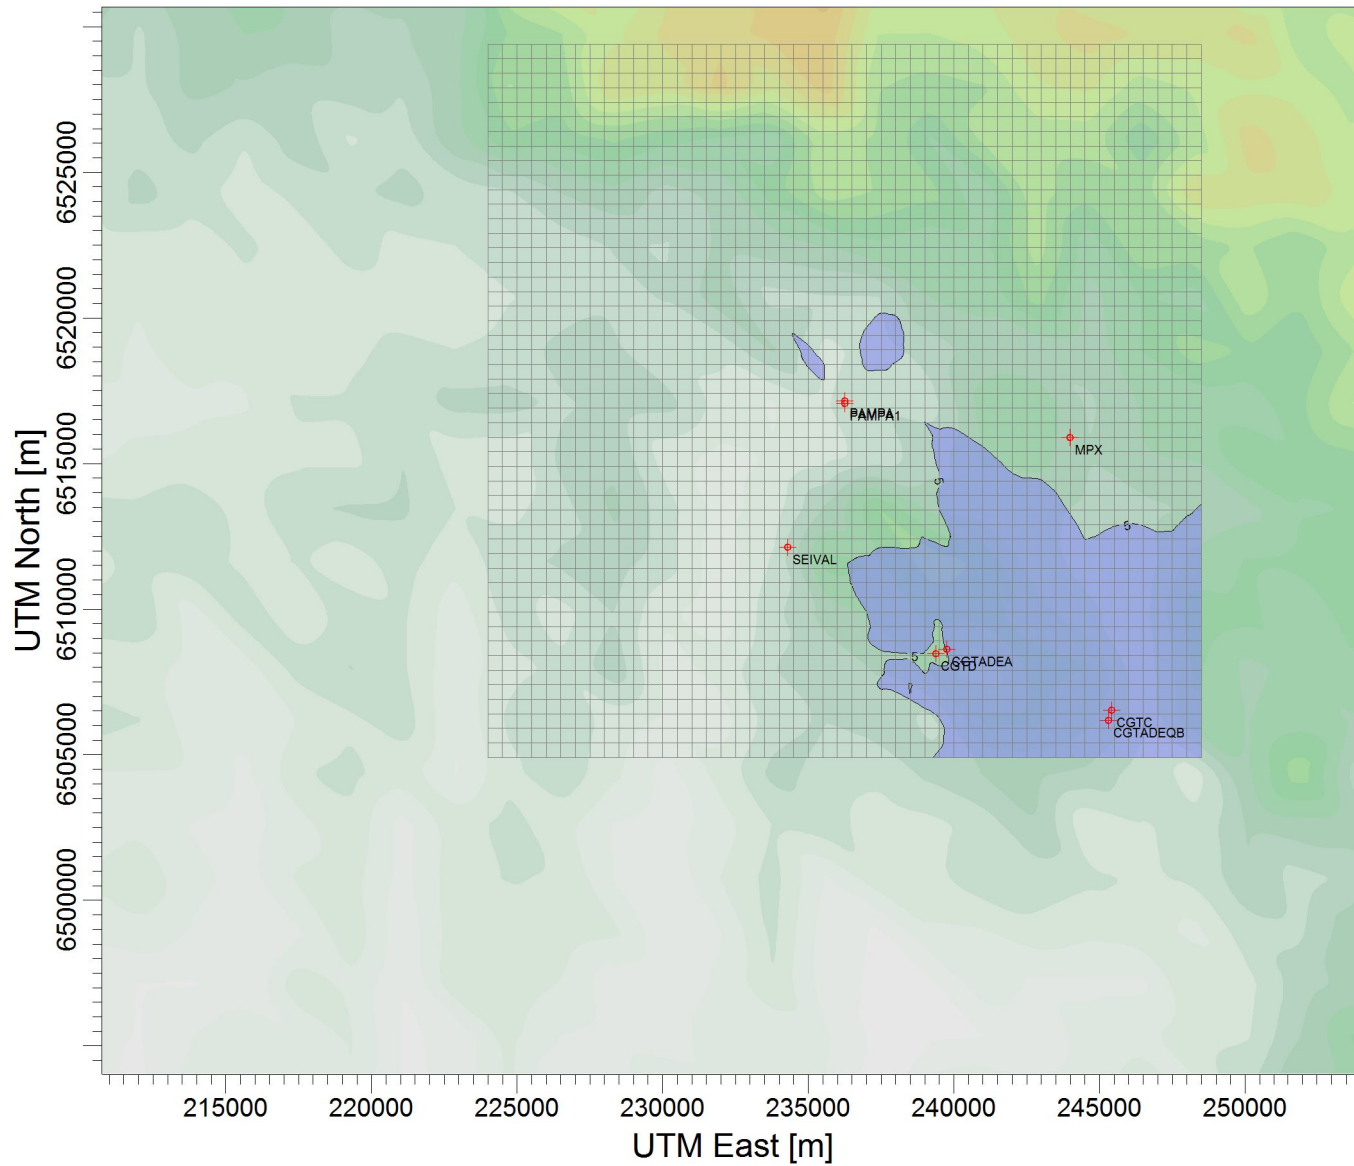 UTM North [m]
6525000
6520000
6515000
6510000
6505000
6500000
PAMPA
PAMPA1
MPX
5
5
SEIVAL
5
CGTADEA
CGTD
CGTC
CGTADEQB
215000 220000 225000 230000 235000 240000 245000 250000
UTM East [m]